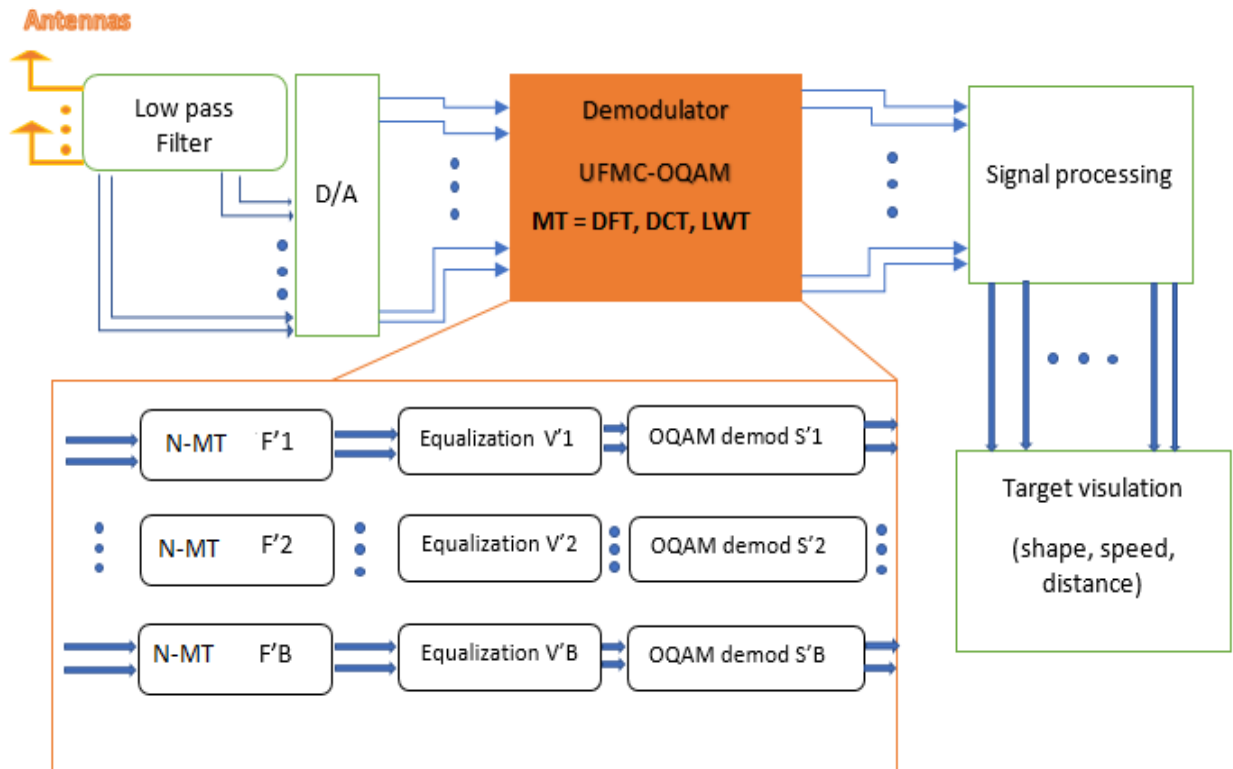 Antennas
Low pass
Filter
D/A
Demodulator
UFMC-OQAM
MT = DFT, DCT, LWT
Signal processing
N-MT F'1
Equalization V'1
OQAM demod S'1
N-MT F'2
Equalization V'2
OQAM demod S'2
N-MT F'B
Equalization V'B
OQAM demod S'B
Target visulation
(shape, speed,
distance)